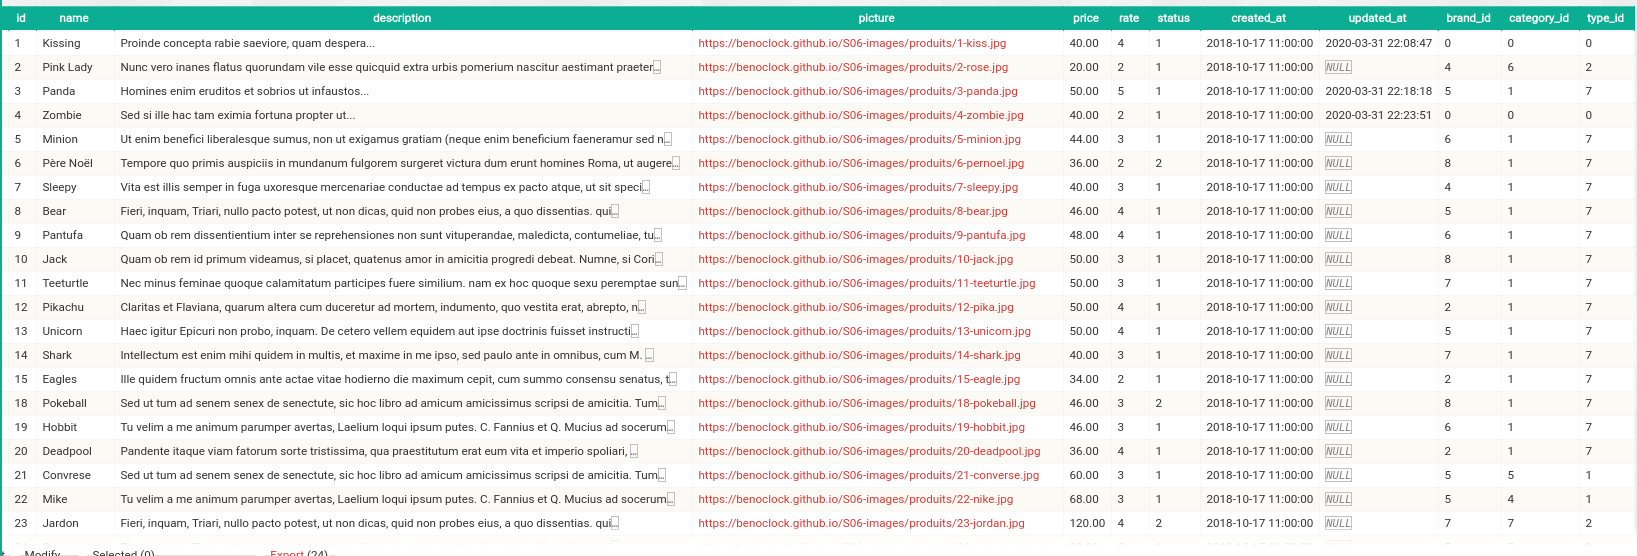 id name description picture price rate status created_at updated_at brand_id category_id type_id
1 Kissing Proinde concepta rabie saeviore, quam despera... https://benoclock.github.io/S06-images/produits/1-kiss.jpg 40.00 4 1 2018-10-17 11:00:00 2020-03-31 22:08:47 0 0 0
2 Pink Lady Nunc vero inanes flatus quorundam vile esse quicquid extra urbis pomerium nascitur aestimant praeter… https://benoclock.github.io/S06-images/produits/2-rose.jpg 20.00 2 1 2018-10-17 11:00:00 NULL 4 6 2
3 Panda Homines enim eruditos et sobrios ut infaustos... https://benoclock.github.io/S06-images/produits/3-panda.jpg 50.00 5 1 2018-10-17 11:00:00 2020-03-31 22:18:18 5 1 7
4 Zombie Sed si ille hac tam eximia fortuna propter ut... https://benoclock.github.io/S06-images/produits/4-zombie.jpg 40.00 2 1 2018-10-17 11:00:00 2020-03-31 22:23:51 0 0 0
5 Minion Ut enim benefici liberalesque sumus, non ut exigamus gratiam (neque enim beneficium faeneramur sed n… https://benoclock.github.io/S06-images/produits/5-minion.jpg 44.00 3 1 2018-10-17 11:00:00 NULL 6 1 7
6 Père Noël Tempore quo primis auspiciis in mundanum fulgorem surgeret victura dum erunt homines Roma, ut augere… https://benoclock.github.io/S06-images/produits/6-pernoel.jpg 36.00 2 2 2018-10-17 11:00:00 NULL 8 1 7
7 Sleepy Vita est illis semper in fuga uxoresque mercenariae conductae ad tempus ex pacto atque, ut sit speci… https://benoclock.github.io/S06-images/produits/7-sleepy.jpg 40.00 3 1 2018-10-17 11:00:00 NULL 4 1 7
8 Bear Fieri, inquam, Triari, nullo pacto potest, ut non dicas, quid non probes eius, a quo dissentias. qui… https://benoclock.github.io/S06-images/produits/8-bear.jpg 46.00 4 1 2018-10-17 11:00:00 NULL 5 1 7
9 Pantufa Quam ob rem dissentientium inter se reprehensiones non sunt vituperandae, maledicta, contumeliae, tu… https://benoclock.github.io/S06-images/produits/9-pantufa.jpg 48.00 4 1 2018-10-17 11:00:00 NULL 6 1 7
10 Jack Quam ob rem id primum videamus, si placet, quatenus amor in amicitia progredi debeat. Numne, si Cori… https://benoclock.github.io/S06-images/produits/10-jack.jpg 50.00 3 1 2018-10-17 11:00:00 NULL 8 1 7
11 Teeturtle Nec minus feminae quoque calamitatum participes fuere similium. nam ex hoc quoque sexu peremptae sun… https://benoclock.github.io/S06-images/produits/11-teeturtle.jpg 50.00 3 1 2018-10-17 11:00:00 NULL 7 1 7
12 Pikachu Claritas et Flaviana, quarum altera cum duceretur ad mortem, indumento, quo vestita erat, abrepto, n… https://benoclock.github.io/S06-images/produits/12-pika.jpg 50.00 4 1 2018-10-17 11:00:00 NULL 2 1 7
13 Unicorn Haec igitur Epicuri non probo, inquam. De cetero vellem equidem aut ipse doctrinis fuisset instructi… https://benoclock.github.io/S06-images/produits/13-unicorn.jpg 50.00 4 1 2018-10-17 11:00:00 NULL 5 1 7
14 Shark Intellectum est enim mihi quidem in multis, et maxime in me ipso, sed paulo ante in omnibus, cum M. … https://benoclock.github.io/S06-images/produits/14-shark.jpg 40.00 3 1 2018-10-17 11:00:00 NULL 7 1 7
15 Eagles Ille quidem fructum omnis ante actae vitae hodierno die maximum cepit, cum summo consensu senatus, t… https://benoclock.github.io/S06-images/produits/15-eagle.jpg 34.00 2 1 2018-10-17 11:00:00 NULL 2 1 7
18 Pokeball Sed ut tum ad senem senex de senectute, sic hoc libro ad amicum amicissimus scripsi de amicitia. Tum… https://benoclock.github.io/S06-images/produits/18-pokeball.jpg 46.00 3 2 2018-10-17 11:00:00 NULL 8 1 7
19 Hobbit Tu velim a me animum parumper avertas, Laelium loqui ipsum putes. C. Fannius et Q. Mucius ad socerum… https://benoclock.github.io/S06-images/produits/19-hobbit.jpg 46.00 3 1 2018-10-17 11:00:00 NULL 6 1 7
20 Deadpool Pandente itaque viam fatorum sorte tristissima, qua praestitutum erat eum vita et imperio spoliari, … https://benoclock.github.io/S06-images/produits/20-deadpool.jpg 36.00 4 1 2018-10-17 11:00:00 NULL 2 1 7
21 Convrese Sed ut tum ad senem senex de senectute, sic hoc libro ad amicum amicissimus scripsi de amicitia. Tum… https://benoclock.github.io/S06-images/produits/21-converse.jpg 60.00 3 1 2018-10-17 11:00:00 NULL 5 5 1
22 Mike Tu velim a me animum parumper avertas, Laelium loqui ipsum putes. C. Fannius et Q. Mucius ad socerum… https://benoclock.github.io/S06-images/produits/22-nike.jpg 68.00 3 1 2018-10-17 11:00:00 NULL 5 4 1
23 Jardon Fieri, inquam, Triari, nullo pacto potest, ut non dicas, quid non probes eius, a quo dissentias. qui… https://benoclock.github.io/S06-images/produits/23-jordan.jpg 120.00 4 2 2018-10-17 11:00:00 NULL 7 7 2
Modify Selected (0) Export (24)